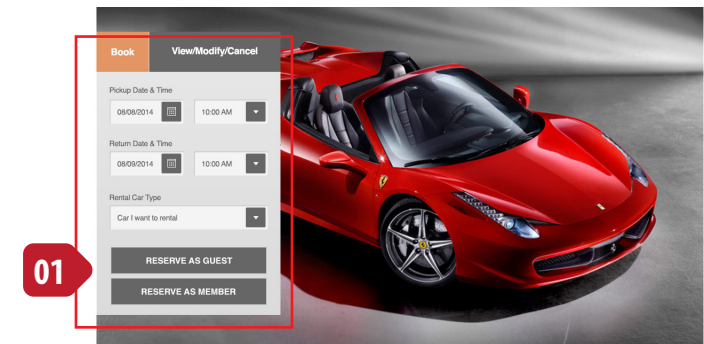 Book View/Modify/Cancel
Pickup Date & Time
08/08/2014 10:00 AM
Return Date & Time
08/09/2014 10:00 AM
Rental Car Type
Car I want to rental
RESERVE AS GUEST
01
RESERVE AS MEMBER